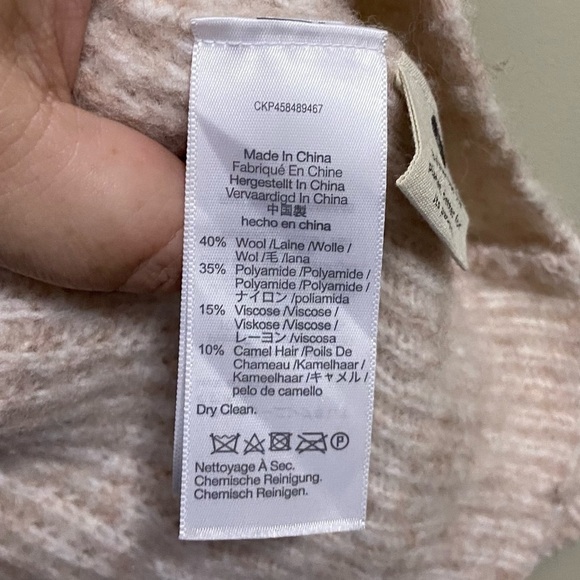 CKP458489467
Made In China
Fabriqué En Chine
Hergestellt In China
Vervaardigd In China
中国製
hecho en china
40% Wool /Laine /Wolle /
Wol /毛 /lana
35% Polyamide /Polyamide /
Polyamide /Polyamide /
ナイロン /poliamida
15% Viscose /Viscose /
Viskose /Viscose /
レーヨン /viscosa
10% Camel Hair /Poils De
Chameau /Kamelhaar /
Kameelhaar /キャメル /
pelo de camello
Dry Clean.
P
Nettoyage À Sec.
Chemische Reinigung.
Chemisch Reinigen.